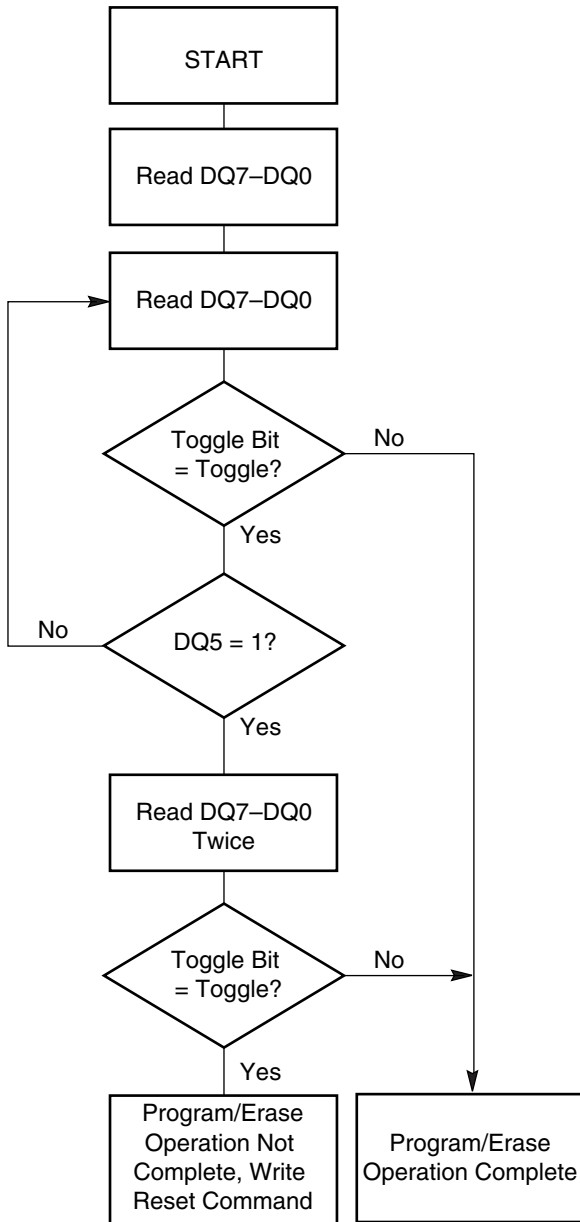 START
Read DQ7–DQ0
Read DQ7–DQ0
Toggle Bit
= Toggle?
No
Yes
No
DQ5 = 1?
Yes
Read DQ7–DQ0
Twice
Toggle Bit
= Toggle?
No
Yes
Program/Erase
Operation Not
Complete, Write
Reset Command
Program/Erase
Operation Complete